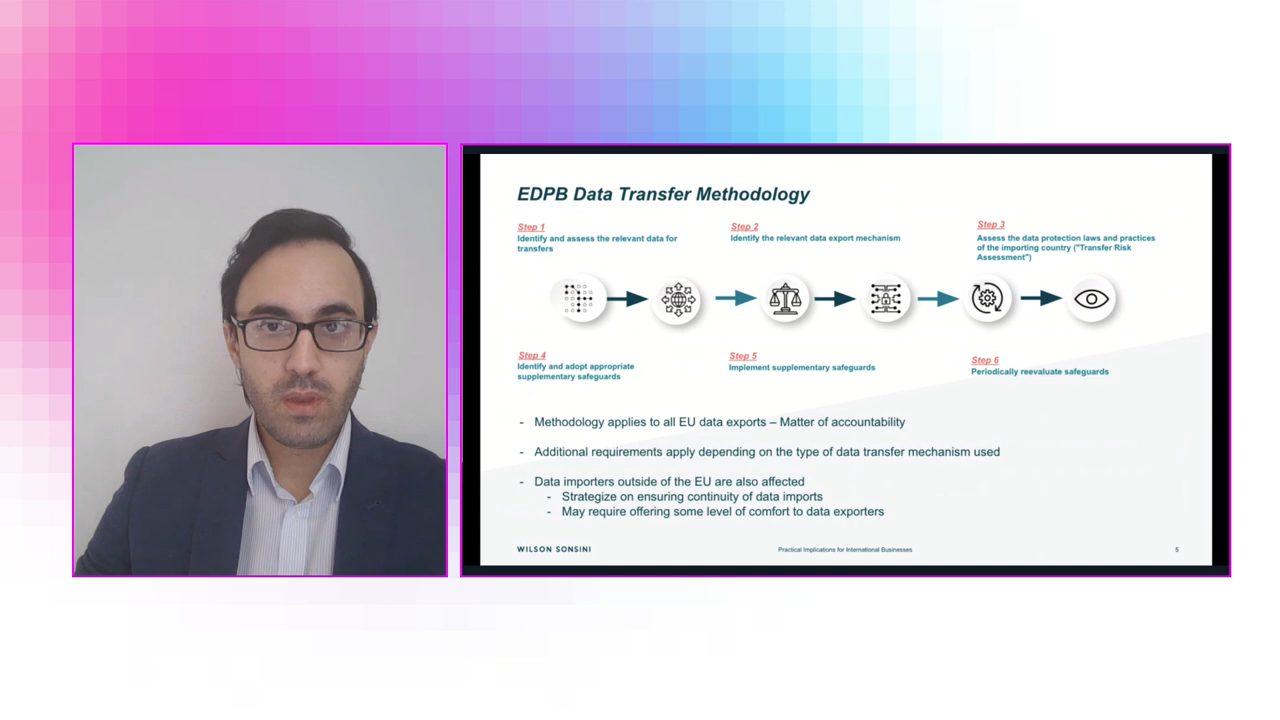 EDPB Data Transfer Methodology
Step 1
Identify and assess the relevant data for
transfers
Step 2
Identify the relevant data export mechanism
Step 3
Assess the data protection laws and practices
of the importing country ("Transfer Risk
Assessment")
Step 4
Identify and adopt appropriate
supplementary safeguards
Step 5
Implement supplementary safeguards
Step 6
Periodically reevaluate safeguards
- Methodology applies to all EU data exports – Matter of accountability
- Additional requirements apply depending on the type of data transfer mechanism used
- Data importers outside of the EU are also affected
- Strategize on ensuring continuity of data imports
- May require offering some level of comfort to data exporters
WILSON SONSINI
Practical Implications for International Businesses
5